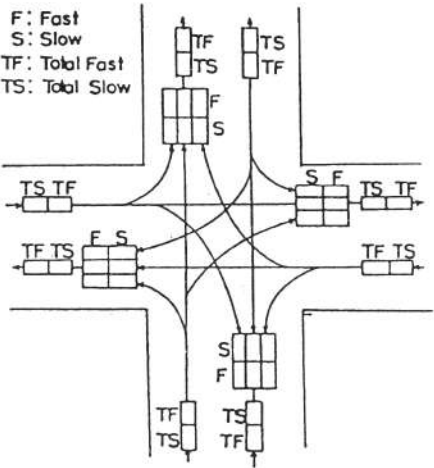 F: Fast
S: Slow
TF: Total Fast
TS: Total Slow
TF
TS
TS
TF
F
S
TS TF
S F
TS TF
F S
TF TS
TF TS
S
F
TF
TS
TS
TF